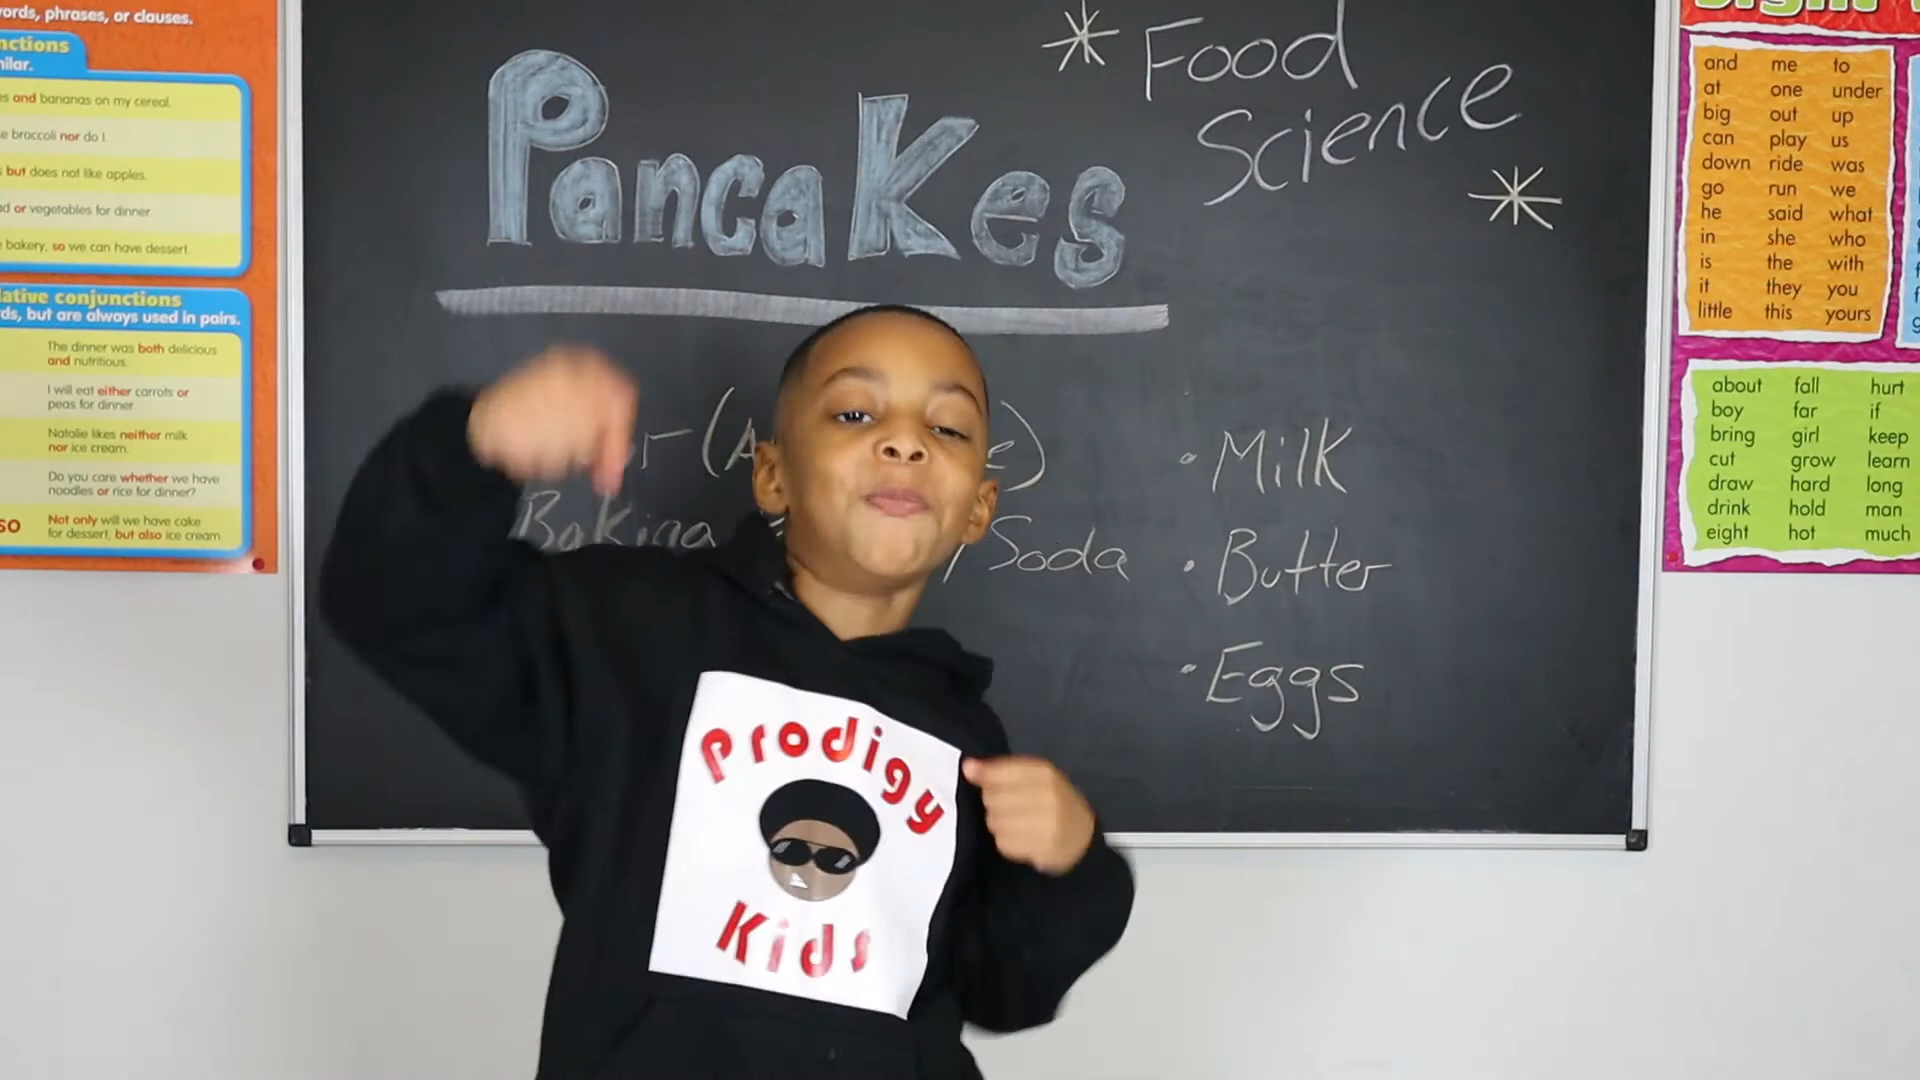 words, phrases, or clauses.
and bananas on my cereal.
broccoli nor do I.
but does not like apples.
or vegetables for dinner
bakery, so we can have dessert.
conjunctions
but are always used in pairs.
The dinner was both delicious
and nutritious.
I will eat either carrots or
peas for dinner.
Natalie likes neither milk
nor ice cream.
Do you care whether we have
noodles or rice for dinner?
Not only will we have cake
for dessert, but also ice cream.
Pancakes
* Food
Science
*
Baking
/Soda
• Milk
• Butter
• Eggs
Prodigy
Kids
and me to
at one under
big out up
can play us
down ride was
go run we
he said what
in she who
is the with
it they you
little this yours
about fall hurt
boy far if
bring girl keep
cut grow learn
draw hard long
drink hold man
eight hot much